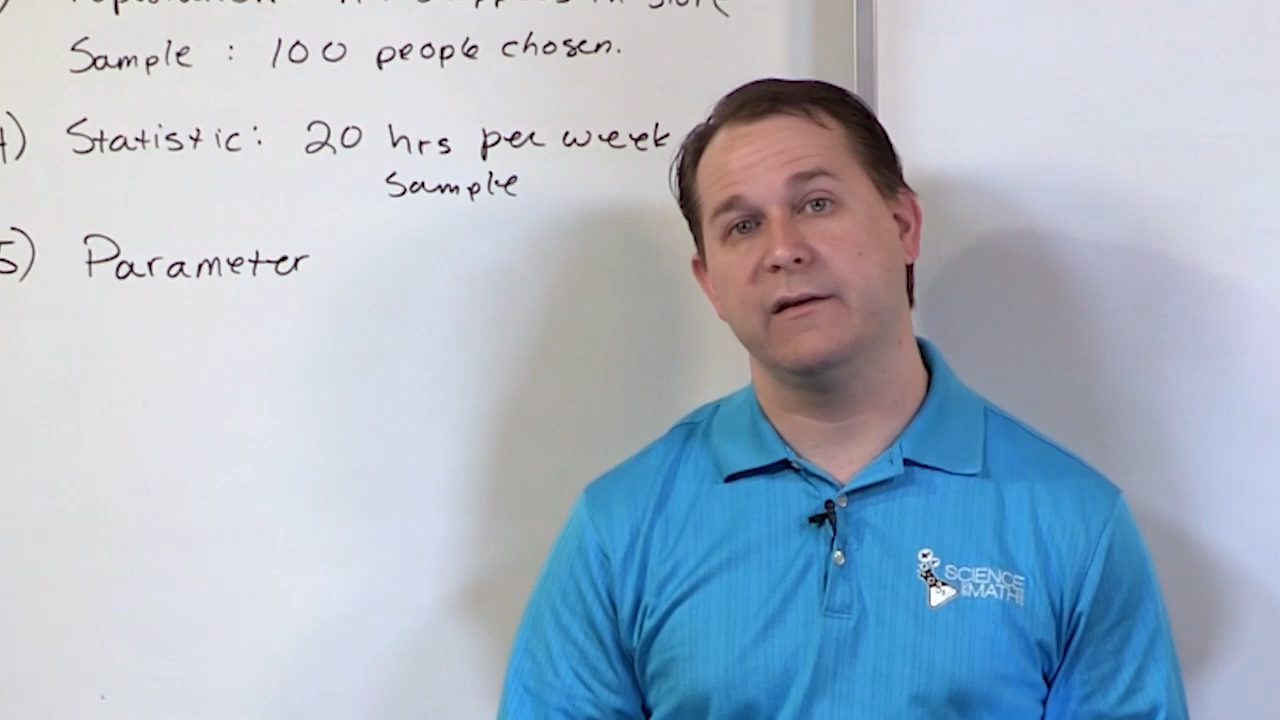 Sample : 100 people chosen.
4) Statistic: 20 hrs per week
sample
5) Parameter
SCIENCE
MATH